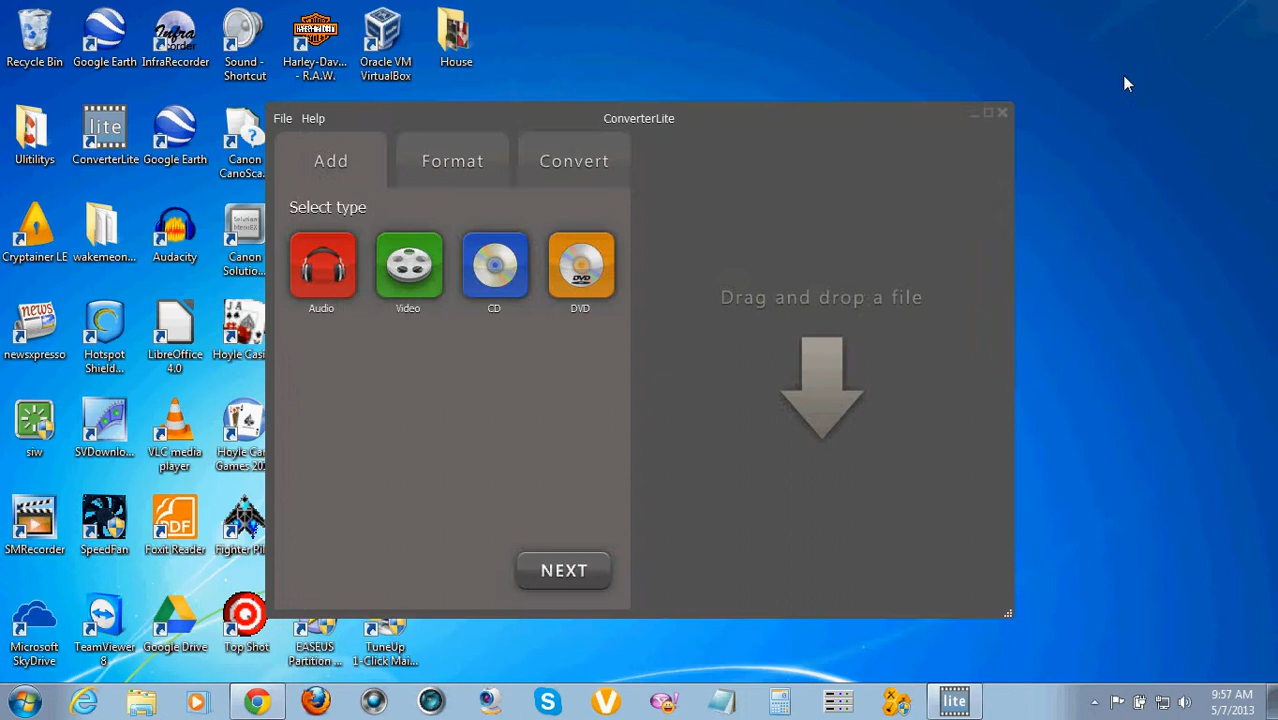 Recycle Bin
Google Earth
InfraRecorder
Sound -
Shortcut
Harley-Dav...
- R.A.W.
Oracle VM
VirtualBox
House
Ulitilitys
ConverterLite
Google Earth
Canon
CanoSca...
Cryptainer LE
wakemeon...
Audacity
Canon
Solutio...
newsxpresso
Hotspot
Shield...
LibreOffice
4.0
Hoyle Casi
siw
SVDownlo...
VLC media
player
Hoyle Car
Games 20
SMRecorder
SpeedFan
Foxit Reader
Fighter Pil
Microsoft
SkyDrive
TeamViewer
8
Google Drive
Top Shot
EASEUS
Partition ...
TuneUp
1-Click Mai...
File Help
ConverterLite
Add
Format
Convert
Select type
Audio
Video
CD
DVD
NEXT
Drag and drop a file
lite
9:57 AM
5/7/2013